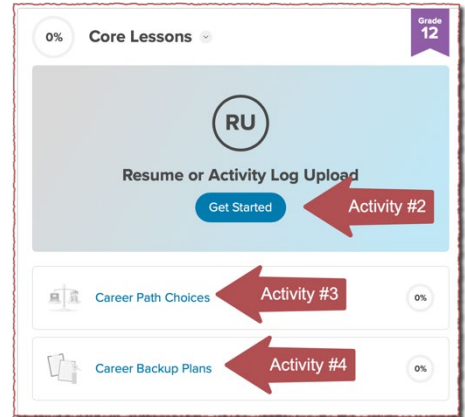 0% Core Lessons
Grade
12
RU
Resume or Activity Log Upload
Get Started
Activity #2
Career Path Choices
Activity #3
0%
Career Backup Plans
Activity #4
0%